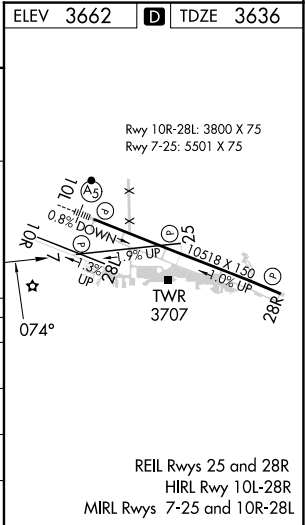 ELEV 3662 D TDZE 3636
Rwy 10R-28L: 3800 X 75
Rwy 7-25: 5501 X 75
A5
10L
P
0.8% DOWN
10R
P
P
25
1.9% UP
10518 X 150
P
7
1.3% UP
28L
1.0% UP
28R
TWR
3707
074°
X
X
REIL Rwys 25 and 28R
HIRL Rwy 10L-28R
MIRL Rwys 7-25 and 10R-28L